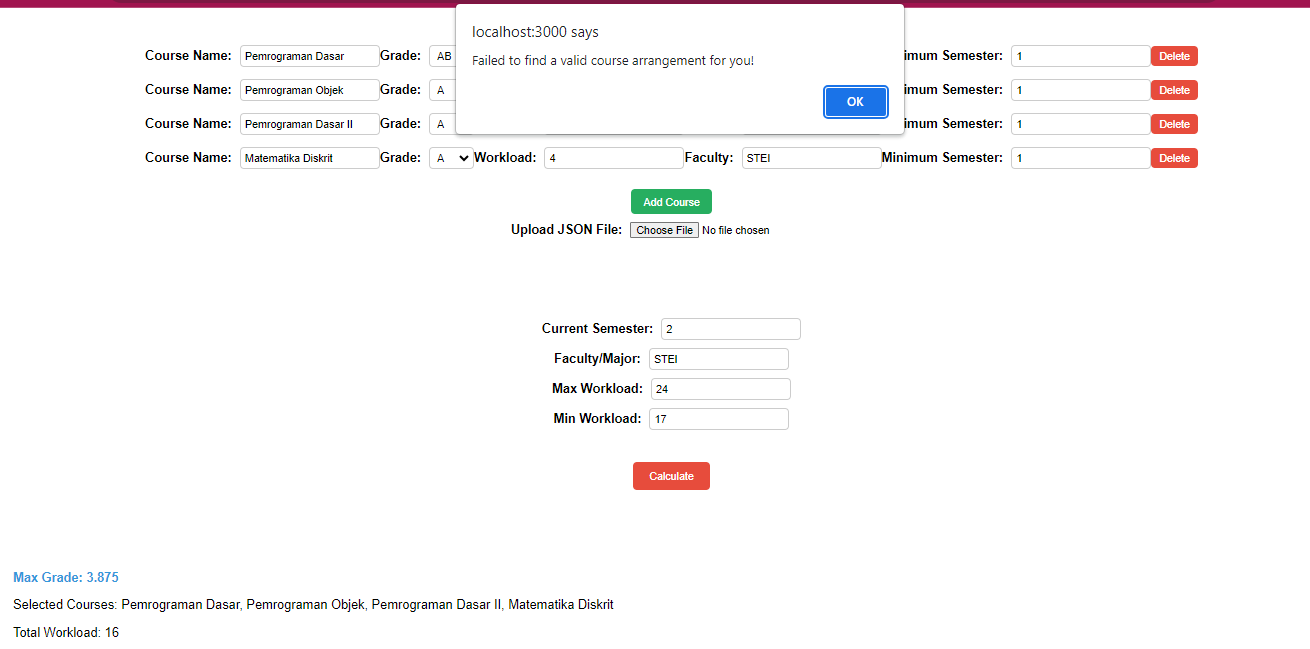 localhost:3000 says
Failed to find a valid course arrangement for you!
OK
Course Name: Pemrograman Dasar Grade: AB imum Semester: 1 Delete
Course Name: Pemrograman Objek Grade: A imum Semester: 1 Delete
Course Name: Pemrograman Dasar II Grade: A imum Semester: 1 Delete
Course Name: Matematika Diskrit Grade: A Workload: 4 Faculty: STEI Minimum Semester: 1 Delete
Add Course
Upload JSON File: Choose File No file chosen
Current Semester: 2
Faculty/Major: STEI
Max Workload: 24
Min Workload: 17
Calculate
Max Grade: 3.875
Selected Courses: Pemrograman Dasar, Pemrograman Objek, Pemrograman Dasar II, Matematika Diskrit
Total Workload: 16